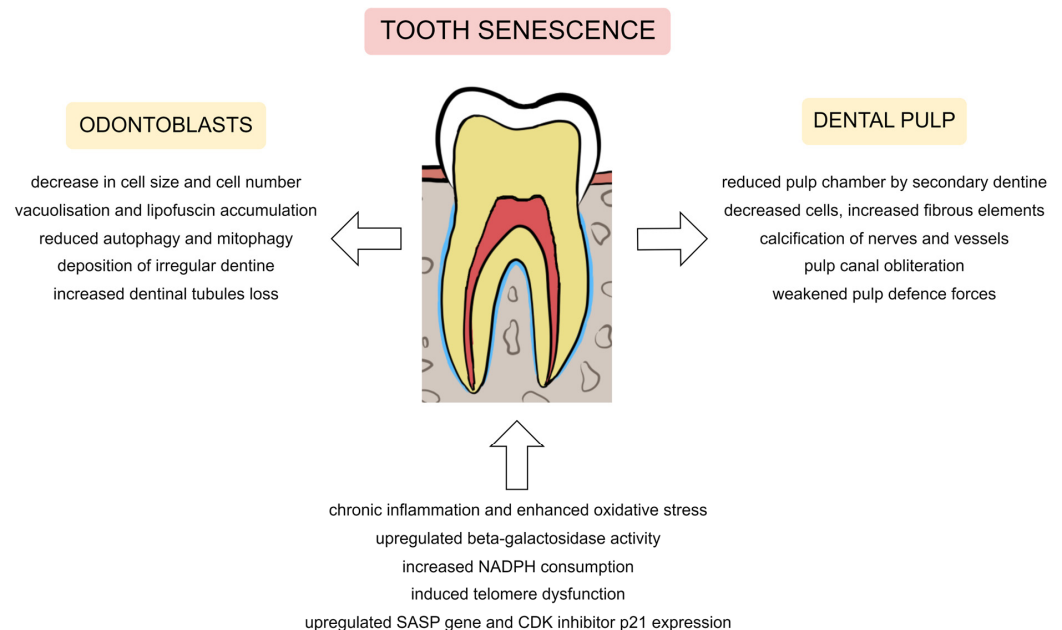 TOOTH SENESCENCE
ODONTOBLASTS
decrease in cell size and cell number
vacuolisation and lipofuscin accumulation
reduced autophagy and mitophagy
deposition of irregular dentine
increased dentinal tubules loss
DENTAL PULP
reduced pulp chamber by secondary dentine
decreased cells, increased fibrous elements
calcification of nerves and vessels
pulp canal obliteration
weakened pulp defence forces
chronic inflammation and enhanced oxidative stress
upregulated beta-galactosidase activity
increased NADPH consumption
induced telomere dysfunction
upregulated SASP gene and CDK inhibitor p21 expression